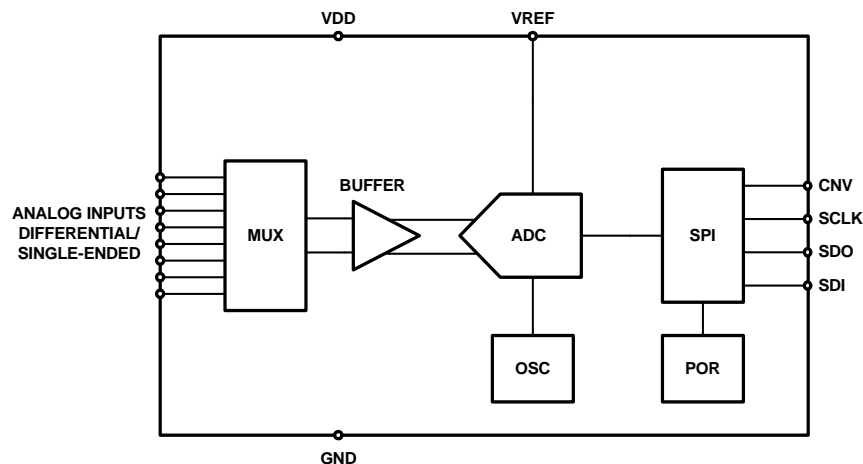 VDD
VREF
BUFFER
ANALOG INPUTS
DIFFERENTIAL/
SINGLE-ENDED
MUX
ADC
SPI
CNV
SCLK
SDO
SDI
OSC
POR
GND